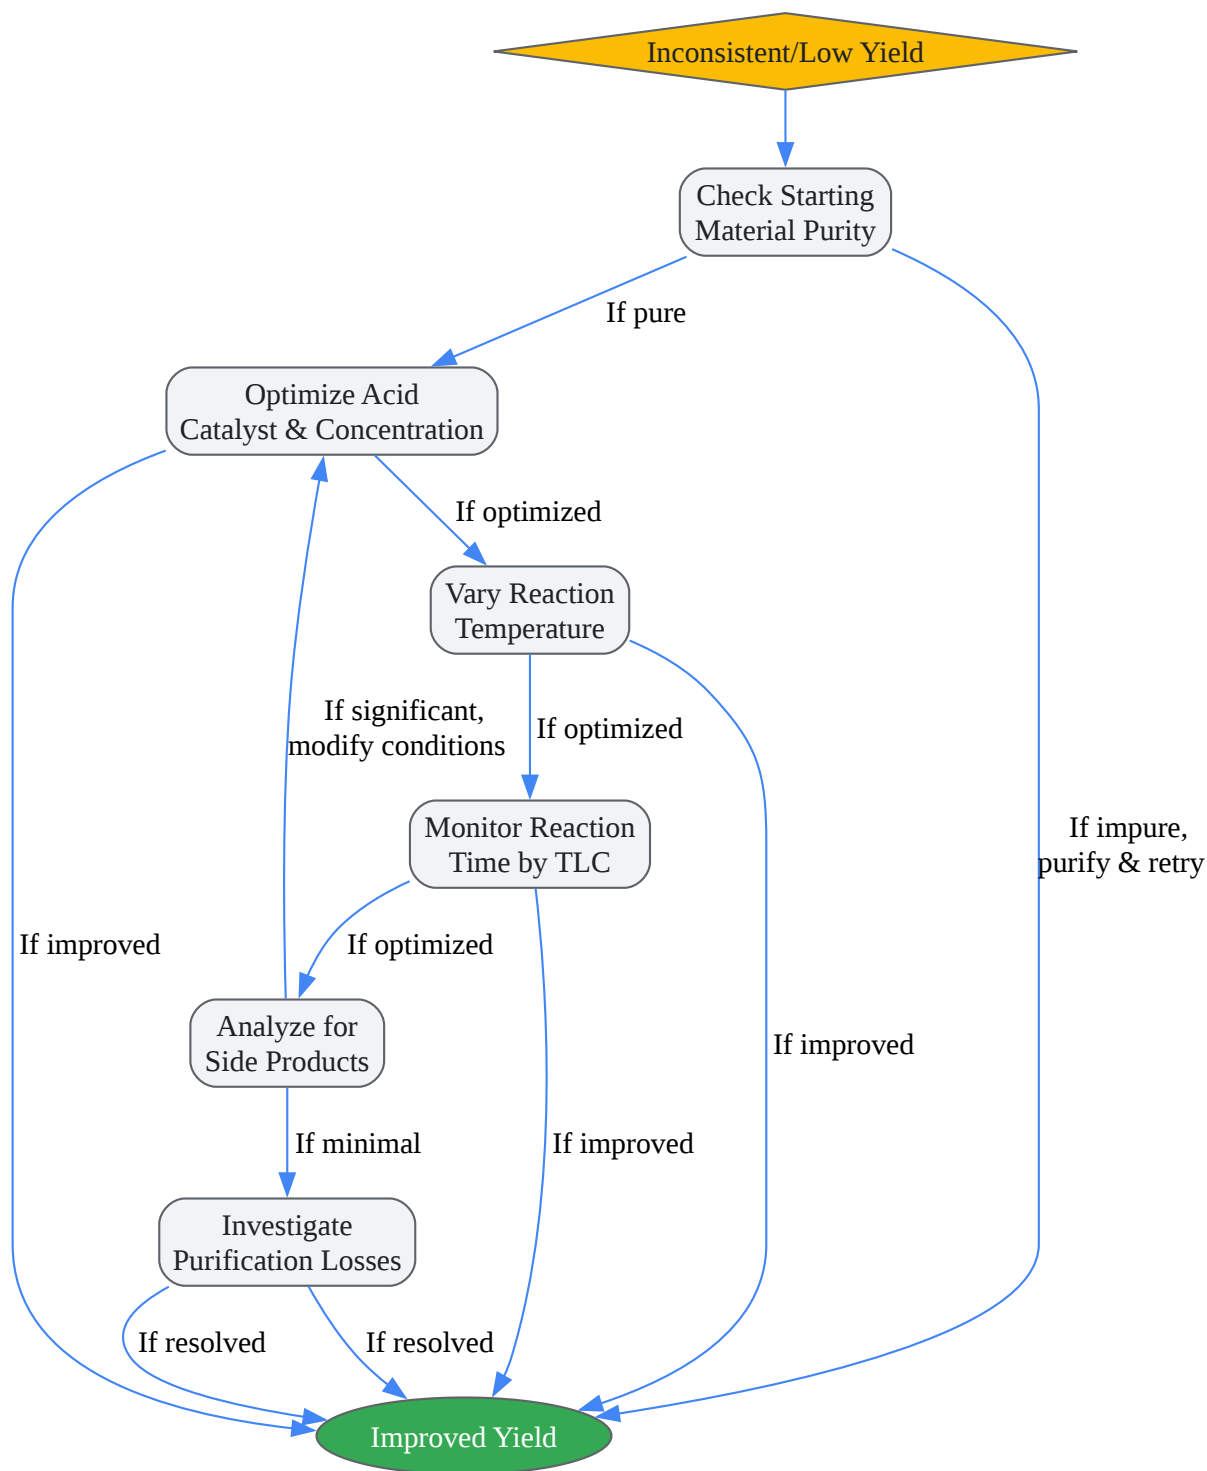 Inconsistent/Low Yield
Check Starting
Material Purity
If pure
Optimize Acid
Catalyst & Concentration
If optimized
Vary Reaction
Temperature
If significant,
modify conditions
If optimized
Monitor Reaction
Time by TLC
If impure,
purify & retry
If improved
If optimized
Analyze for
Side Products
If improved
If minimal
If improved
Investigate
Purification Losses
If resolved
If resolved
Improved Yield